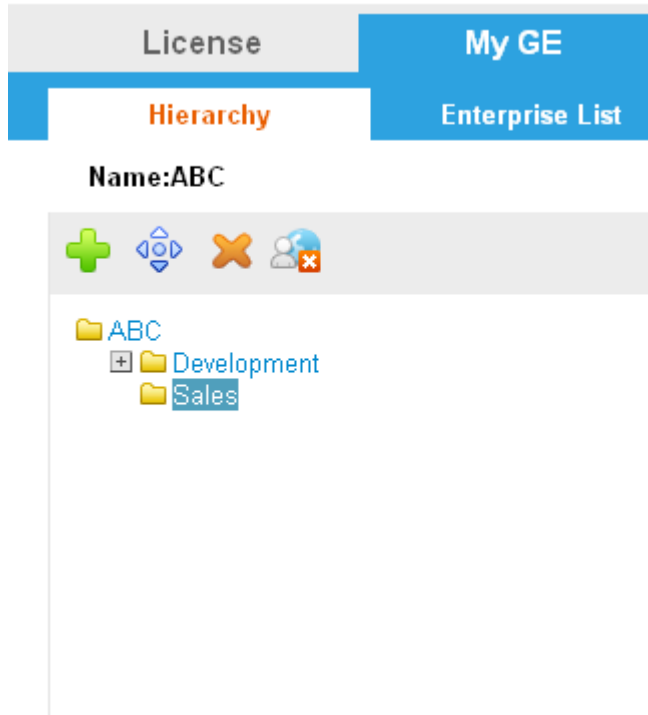 License My GE
Hierarchy Enterprise List
Name:ABC
ABC
Development
Sales